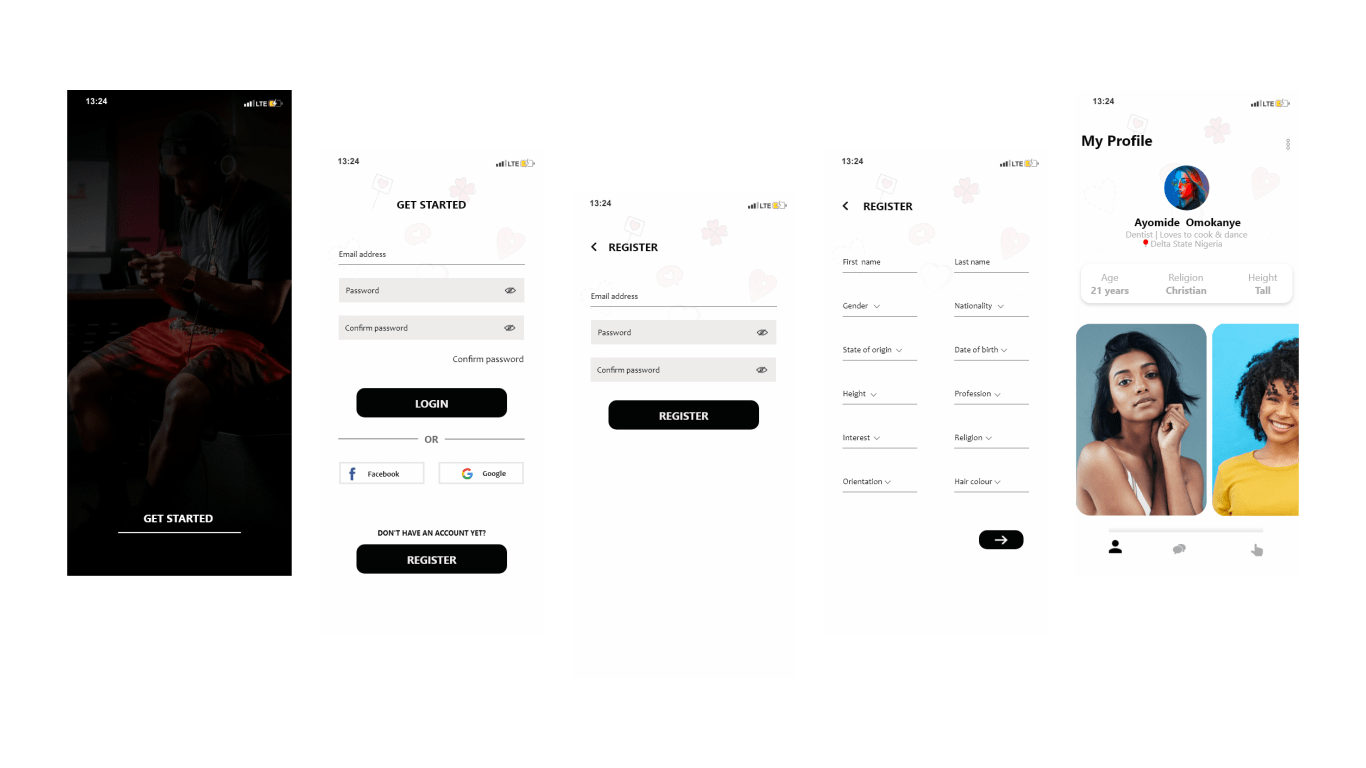 13:24
LTE
GET STARTED
13:24
LTE
GET STARTED
Email address
Password
Confirm password
Confirm password
LOGIN
OR
Facebook
Google
DON'T HAVE AN ACCOUNT YET?
REGISTER
13:24
LTE
REGISTER
Email address
Password
Confirm password
REGISTER
13:24
LTE
REGISTER
First name Last name
Gender Nationality
State of origin Date of birth
Height Profession
Interest Religion
Orientation Hair colour
13:24
LTE
My Profile
Ayomide Omokanye
Dentist | Loves to cook & dance
Delta State Nigeria
Age Religion Height
21 years Christian Tall